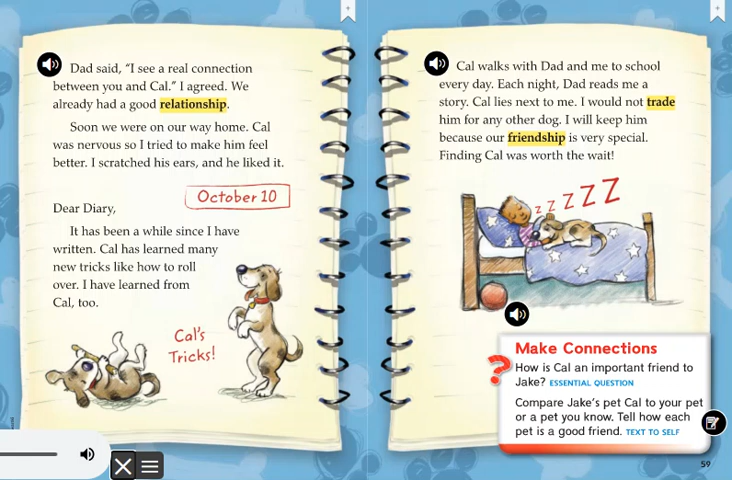 Dad said, “I see a real connection
between you and Cal.” I agreed. We
already had a good relationship.
Soon we were on our way home. Cal
was nervous so I tried to make him feel
better. I scratched his ears, and he liked it.
October 10
Dear Diary,
It has been a while since I have
written. Cal has learned many
new tricks like how to roll
over. I have learned from
Cal, too.
Cal's
Tricks!
Cal walks with Dad and me to school
every day. Each night, Dad reads me a
story. Cal lies next to me. I would not trade
him for any other dog. I will keep him
because our friendship is very special.
Finding Cal was worth the wait!
z z z Z Z
?
Make Connections
How is Cal an important friend to
Jake? ESSENTIAL QUESTION
Compare Jake's pet Cal to your pet
or a pet you know. Tell how each
pet is a good friend. TEXT TO SELF
59